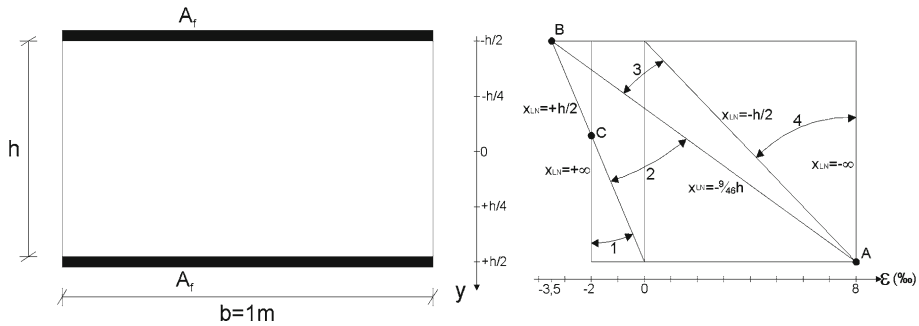 A_f
h
A_f
b=1m
-h/2
-h/4
0
+h/4
+h/2
y
B
3
x_LN=+h/2
x_LN=-h/2
4
C
x_LN=+∞
x_LN=-∞
2
x_LN=-9/46h
1
A
-3,5
-2
0
8
ε(‰)